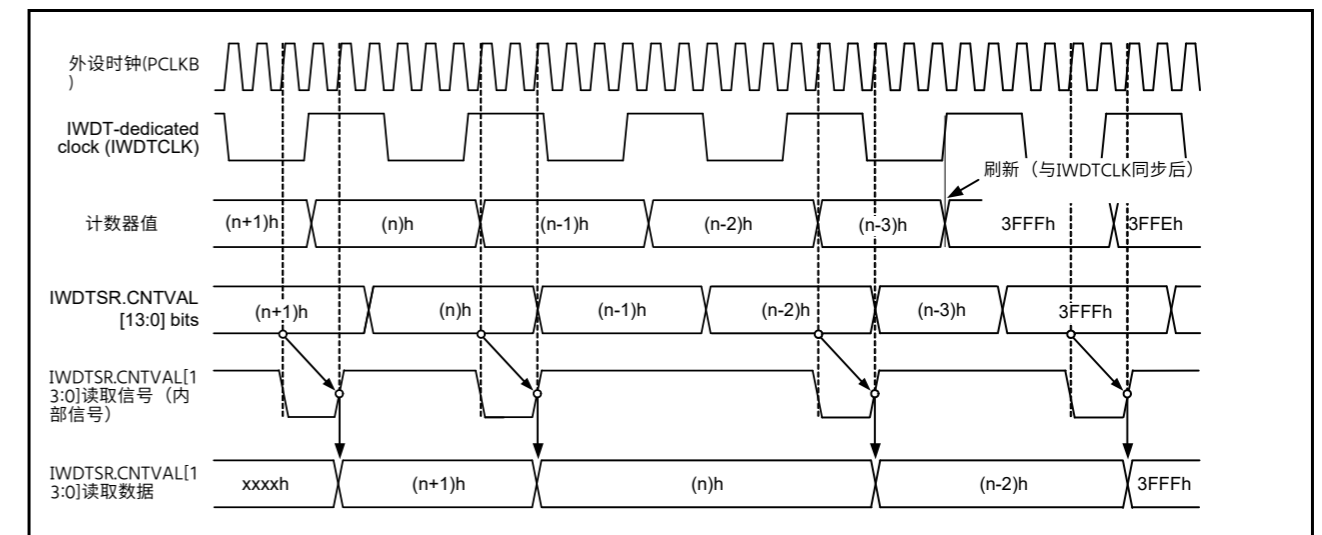 外设时钟(PCLKB
)
IWDT-dedicated
clock (IWDTCLK)
刷新（与IWDTCLK同步后）
计数器值
(n+1)h
(n)h
(n-1)h
(n-2)h
(n-3)h
3FFFh
3FFEh
IWDTSR.CNTVAL
[13:0] bits
(n+1)h
(n)h
(n-1)h
(n-2)h
(n-3)h
3FFFh
IWDTSR.CNTVAL[1
3:0]读取信号（内
部信号）
IWDTSR.CNTVAL[1
3:0]读取数据
xxxxh
(n+1)h
(n)h
(n-2)h
3FFFh